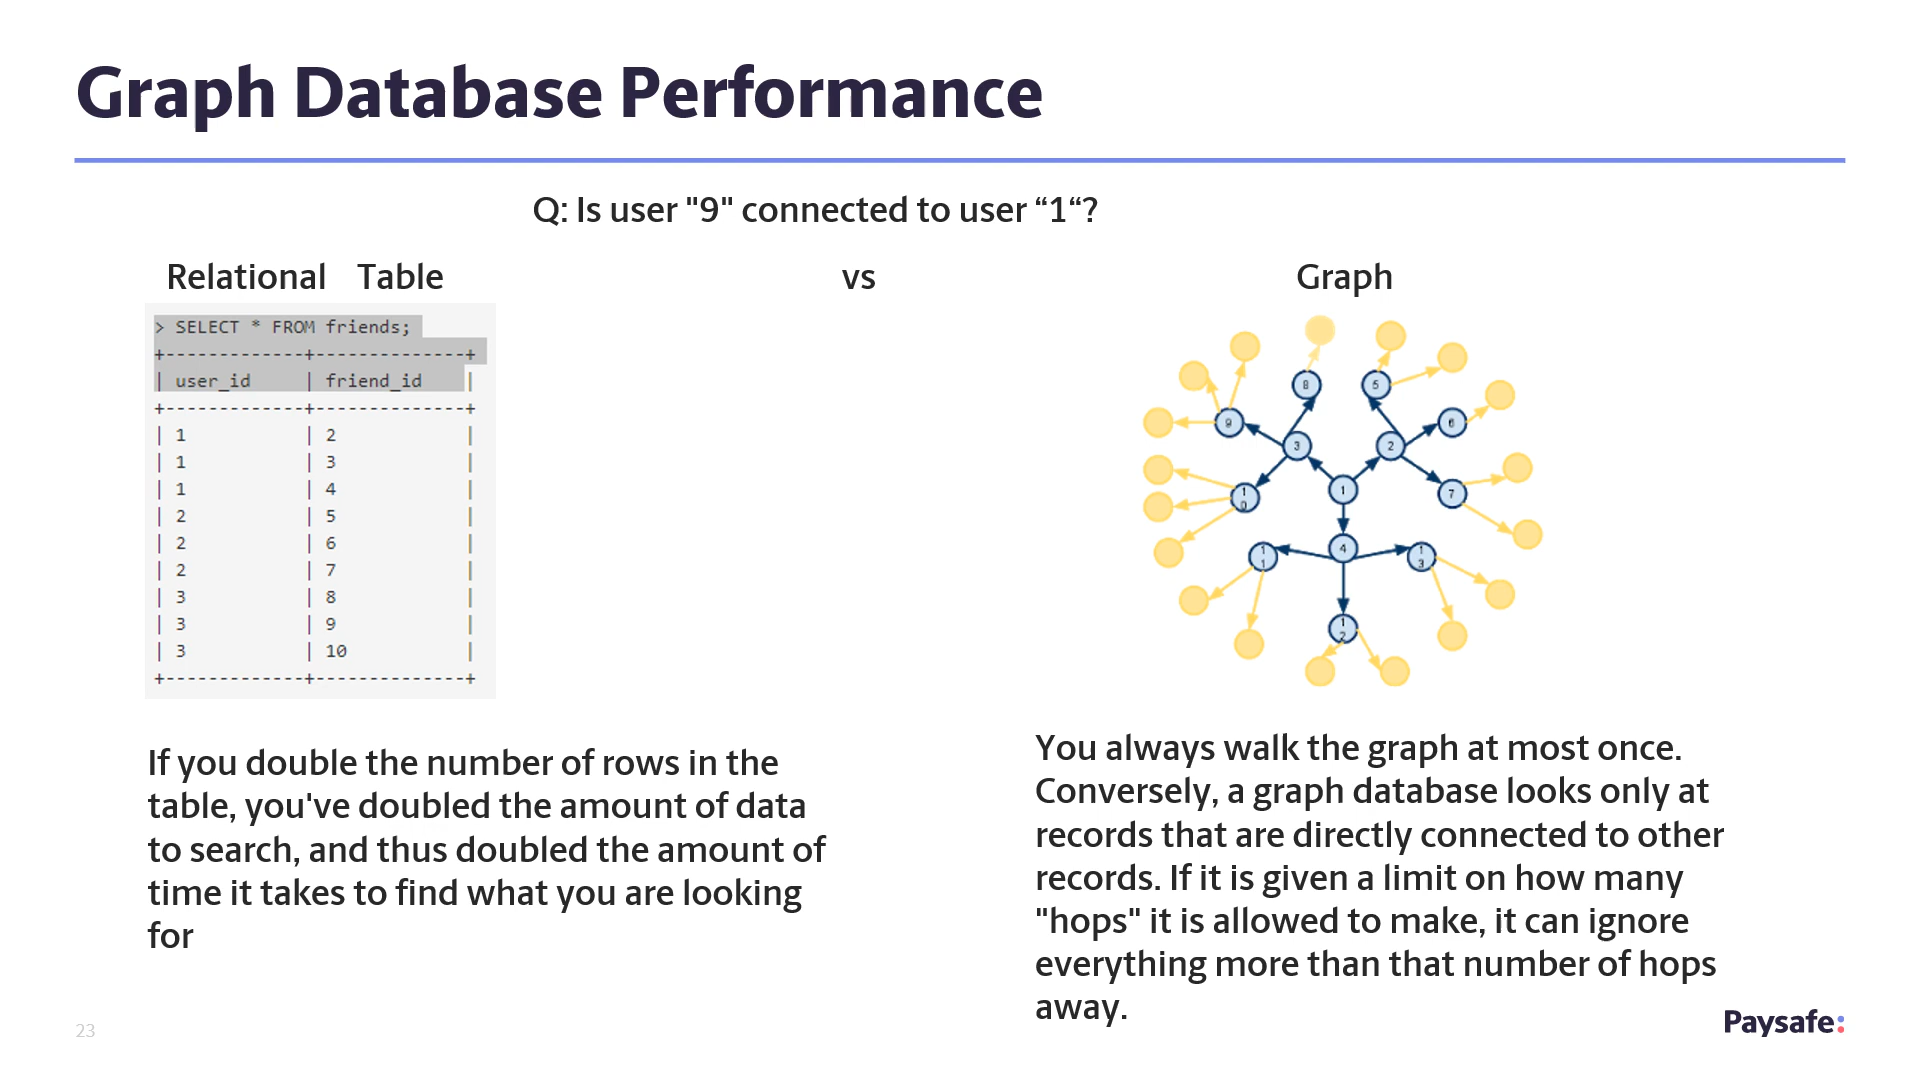 Graph Database Performance
Q: Is user "9" connected to user “1“?
Relational Table
vs
Graph
> SELECT * FROM friends;
+-------------+--------------+
| user_id | friend_id |
+-------------+--------------+
| 1 | 2 |
| 1 | 3 |
| 1 | 4 |
| 2 | 5 |
| 2 | 6 |
| 2 | 7 |
| 3 | 8 |
| 3 | 9 |
| 3 | 10 |
+-------------+--------------+
8
5
9
6
3
2
1
7
10
4
11
13
12
If you double the number of rows in the
table, you've doubled the amount of data
to search, and thus doubled the amount of
time it takes to find what you are looking
for
You always walk the graph at most once.
Conversely, a graph database looks only at
records that are directly connected to other
records. If it is given a limit on how many
"hops" it is allowed to make, it can ignore
everything more than that number of hops
away.
23
Paysafe: